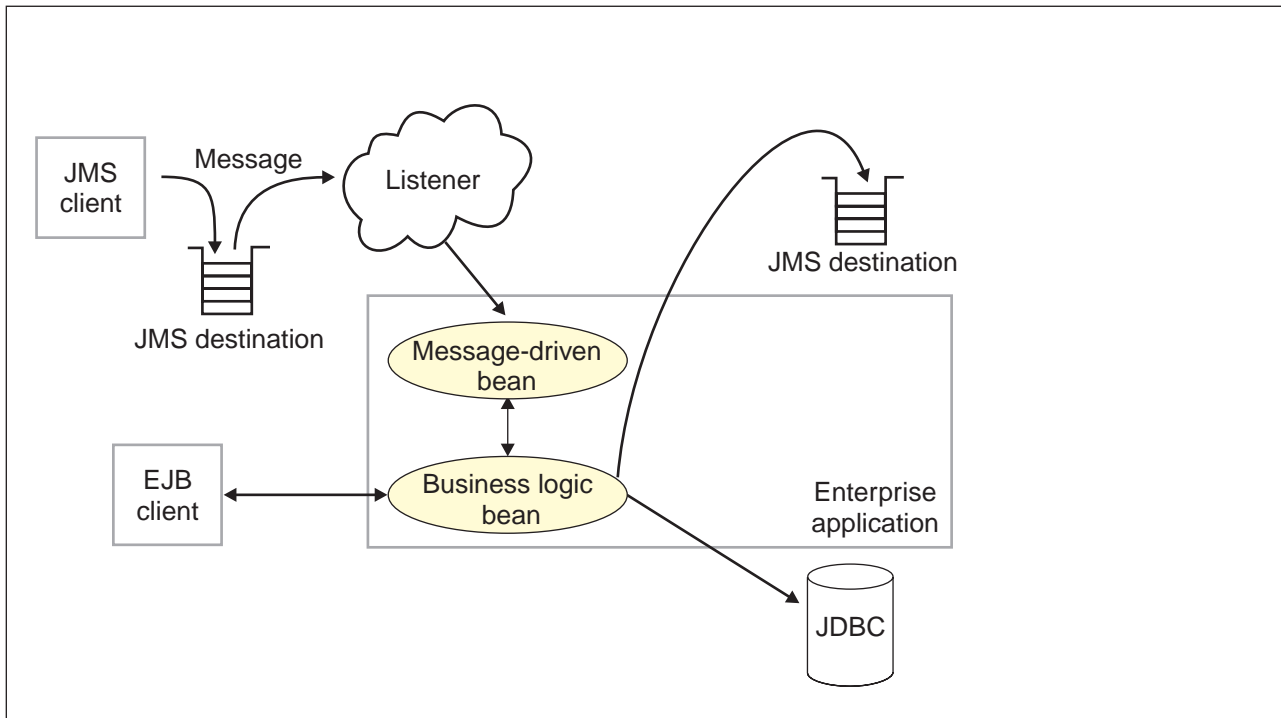 Message
JMS
client
Listener
JMS destination
JMS destination
Message-driven
bean
EJB
client
Business logic
bean
Enterprise
application
JDBC